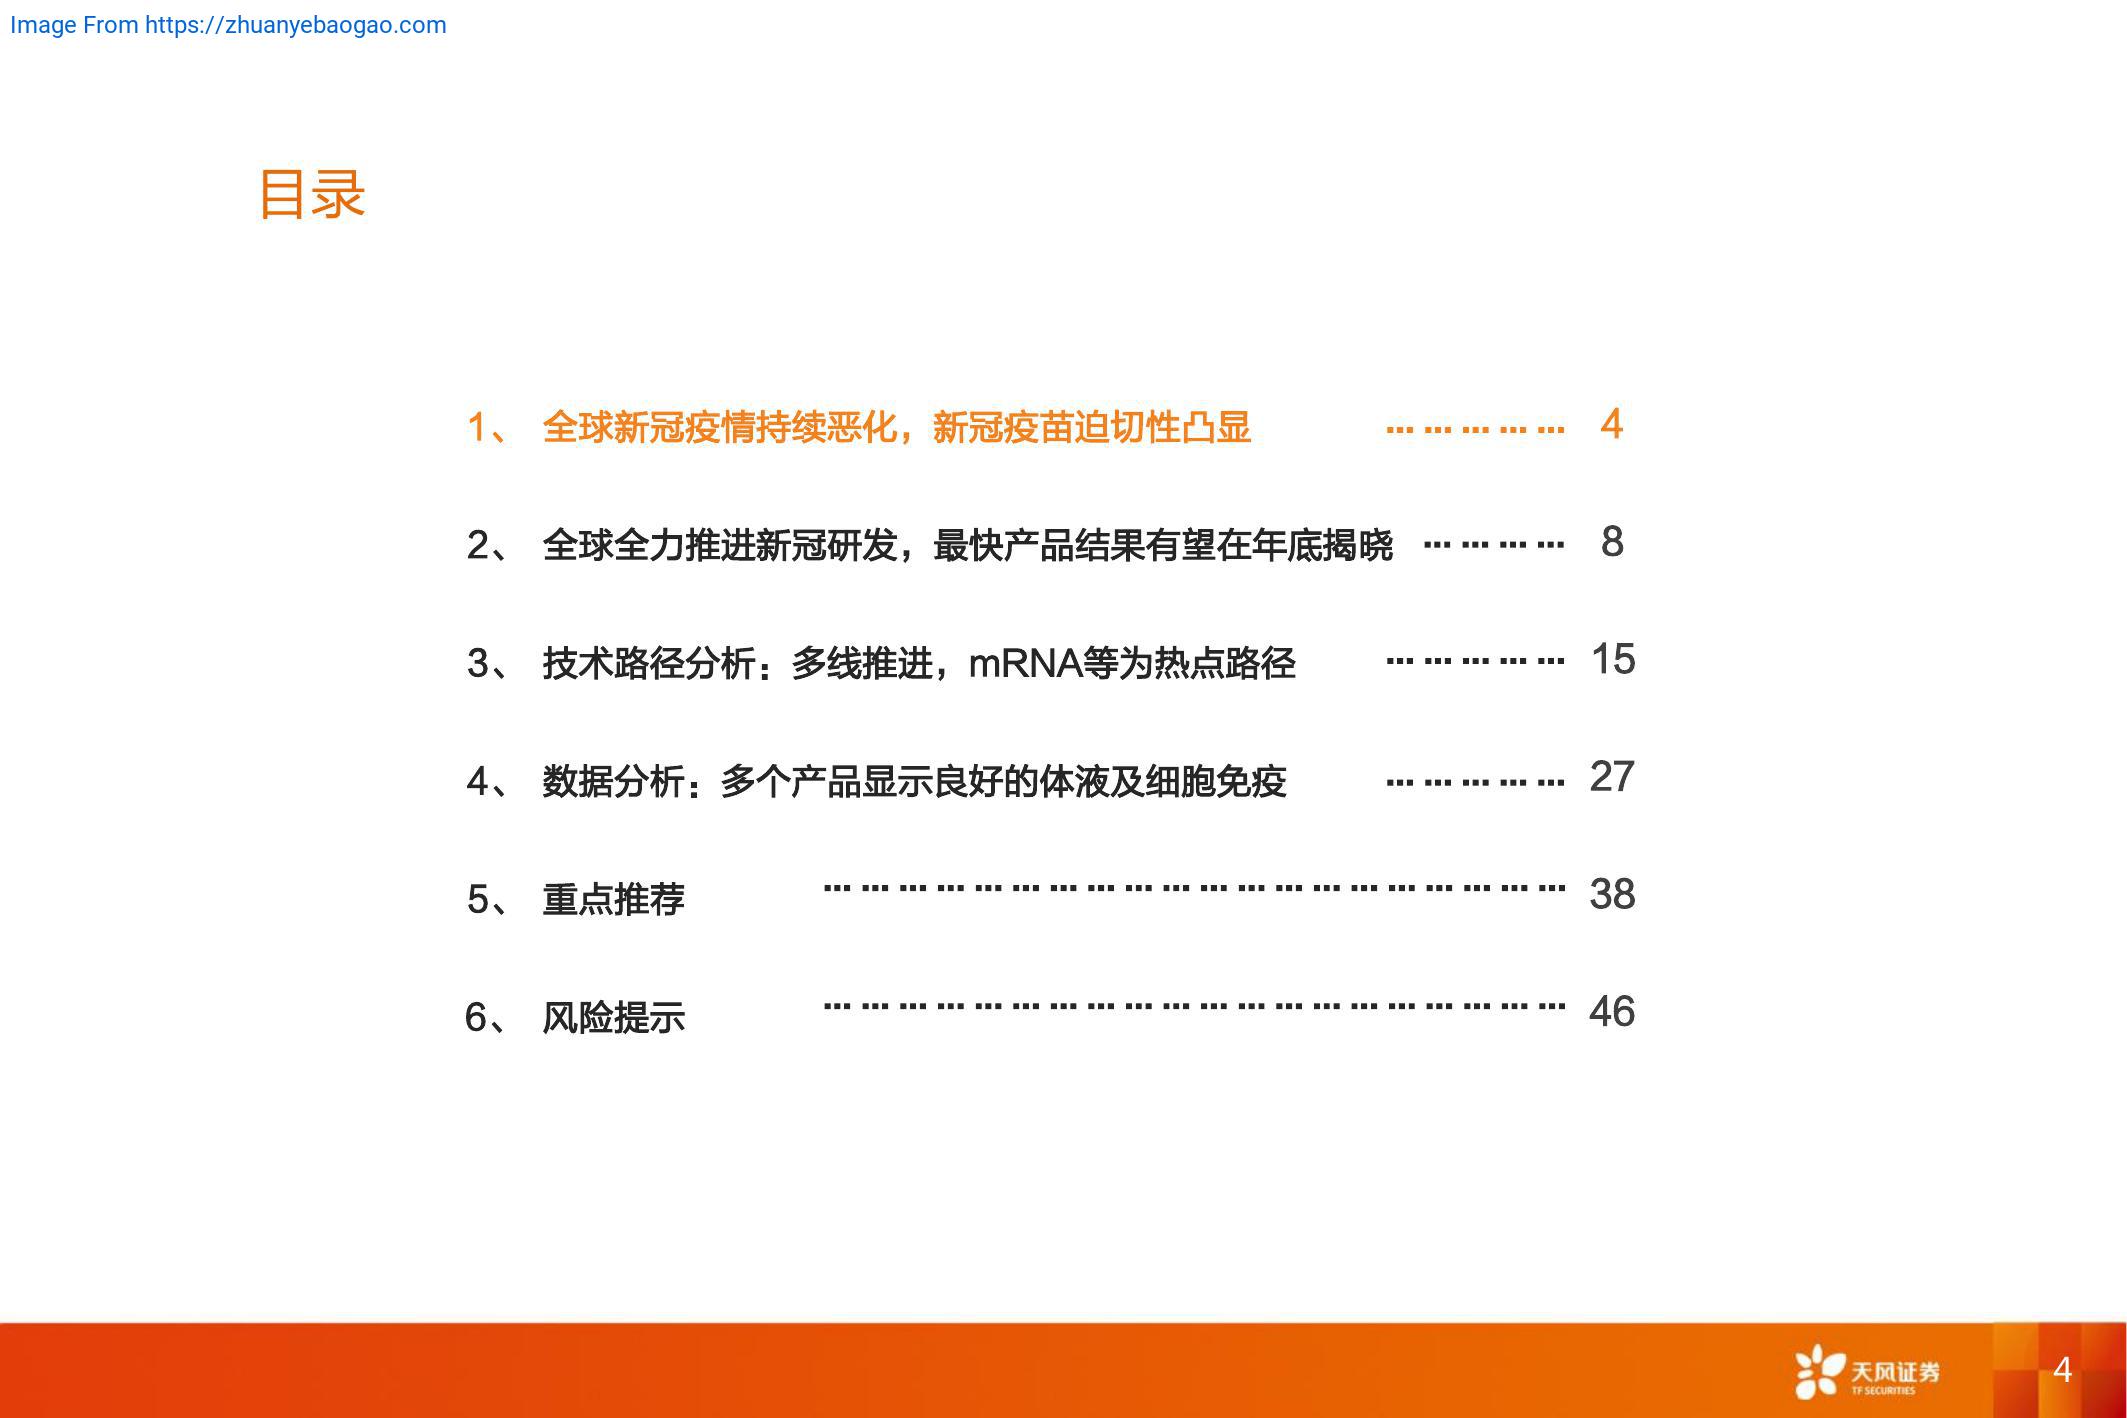 Image From https://zhuanyebaogao.com
目录
1、 全球新冠疫情持续恶化，新冠疫苗迫切性凸显 …………… 4
2、 全球全力推进新冠研发，最快产品结果有望在年底揭晓 ………… 8
3、 技术路径分析：多线推进，mRNA等为热点路径 …………… 15
4、 数据分析：多个产品显示良好的体液及细胞免疫 …………… 27
5、 重点推荐 ………………………………………………………… 38
6、 风险提示 ………………………………………………………… 46
天风证券
TF SECURITIES
4